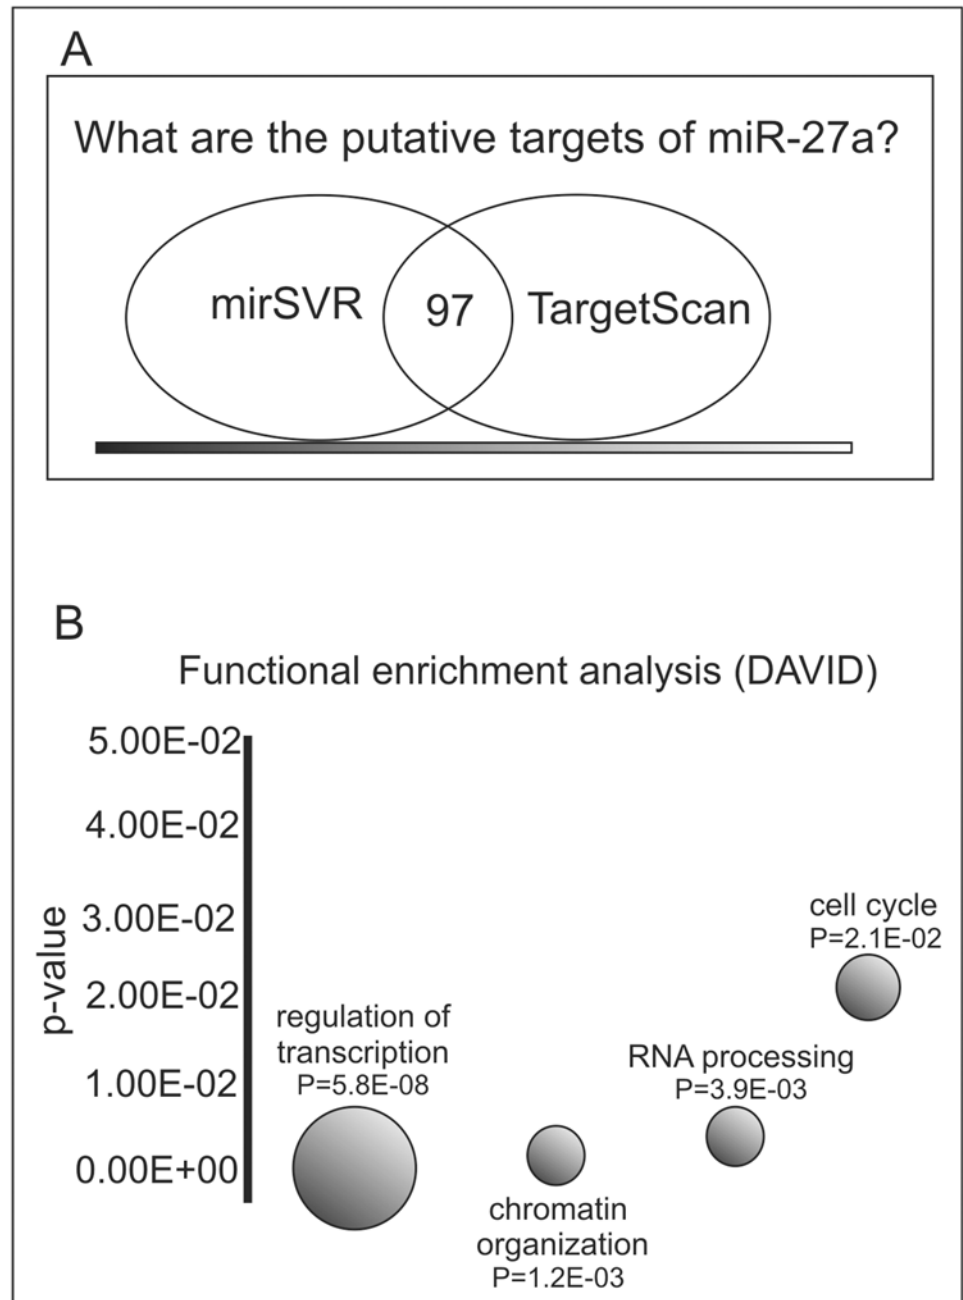 A
What are the putative targets of miR-27a?
mirSVR
97
TargetScan
B
Functional enrichment analysis (DAVID)
p-value
5.00E-02
4.00E-02
3.00E-02
2.00E-02
1.00E-02
0.00E+00
regulation of
transcription
P=5.8E-08
chromatin
organization
P=1.2E-03
RNA processing
P=3.9E-03
cell cycle
P=2.1E-02